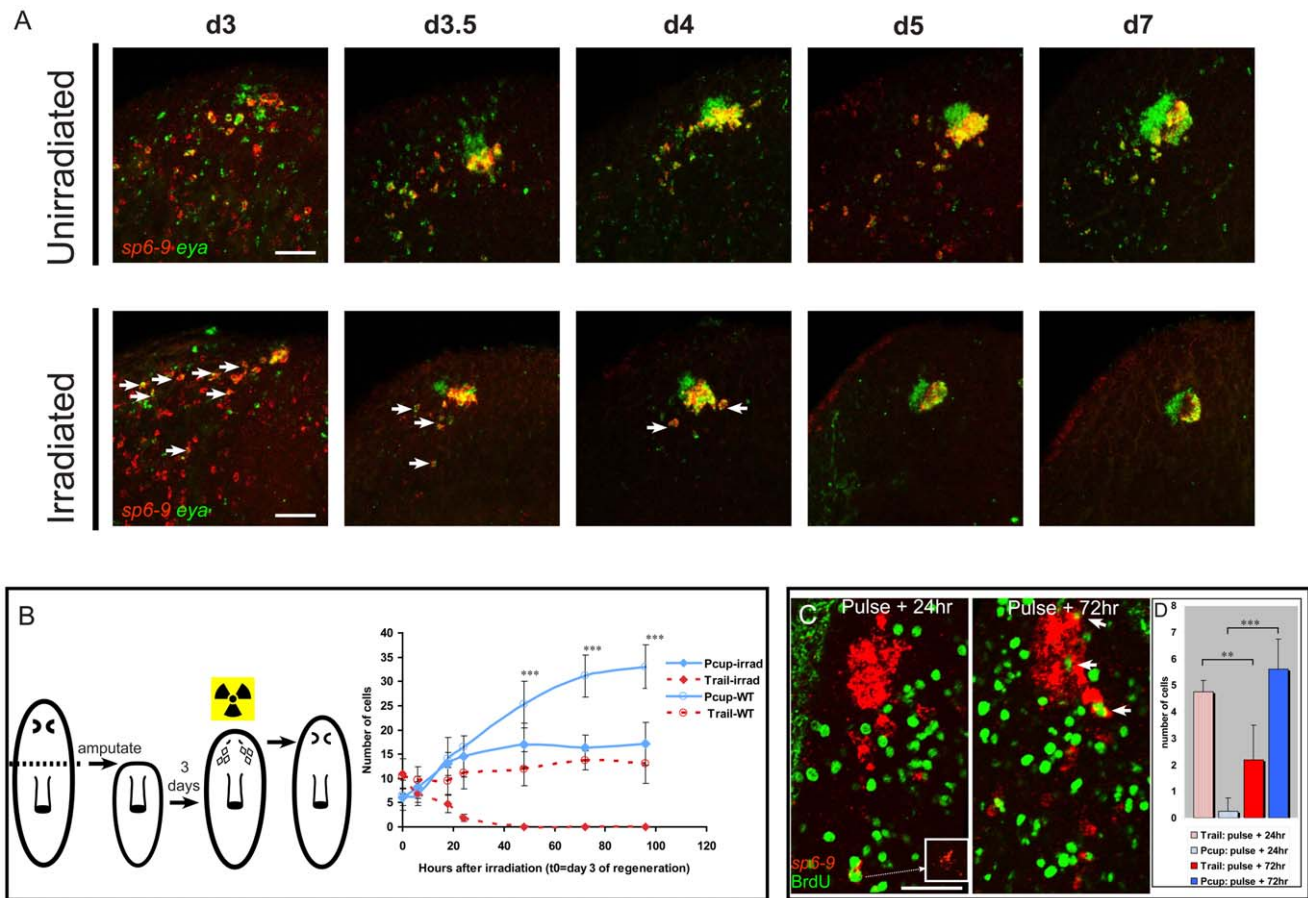 A
d3
d3.5
d4
d5
d7
Unirradiated
sp6-9 eya
Irradiated
sp6-9 eya
B
amputate
3
days
40
35
30
25
20
15
10
5
0
Number of cells
0 20 40 60 80 100 120
Hours after irradiation (t0=day 3 of regeneration)
***
***
***
Pcup-irrad
Trail-irrad
Pcup-WT
Trail-WT
C
Pulse + 24hr
Pulse + 72hr
sp6-9
BrdU
D
8
7
6
5
4
3
2
1
0
number of cells
***
**
Trail: pulse + 24hr
Pcup: pulse + 24hr
Trail: pulse + 72hr
Pcup: pulse + 72hr